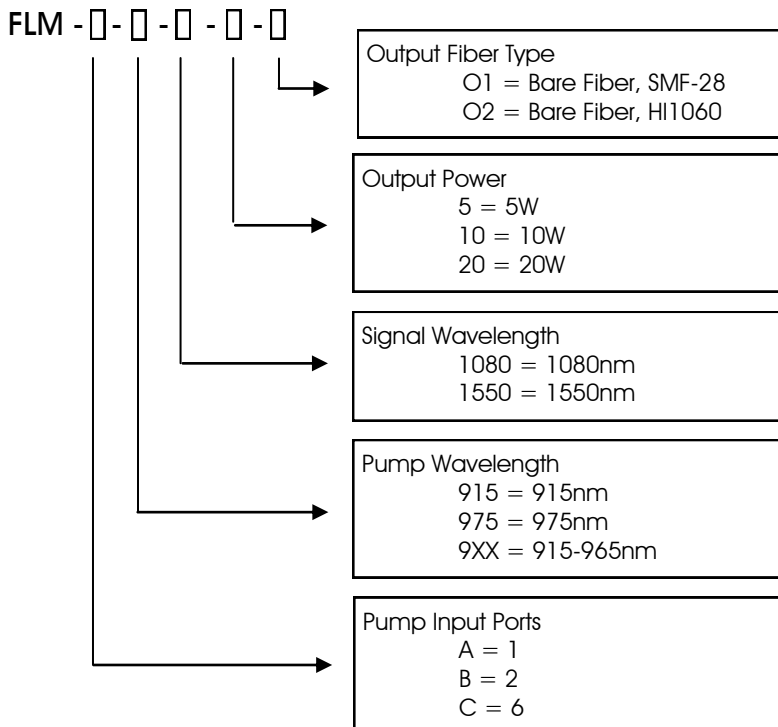 FLM - ▯ - ▯ - ▯ - ▯ - ▯
Output Fiber Type
O1 = Bare Fiber, SMF-28
O2 = Bare Fiber, HI1060
Output Power
5 = 5W
10 = 10W
20 = 20W
Signal Wavelength
1080 = 1080nm
1550 = 1550nm
Pump Wavelength
915 = 915nm
975 = 975nm
9XX = 915-965nm
Pump Input Ports
A = 1
B = 2
C = 6